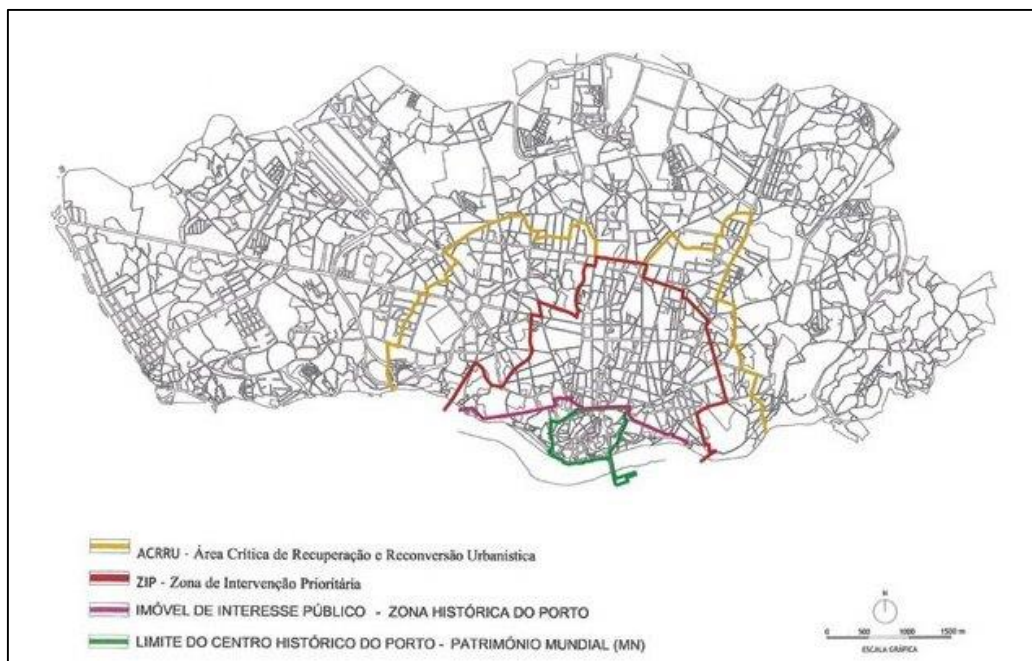 ACRRU - Área Crítica de Recuperação e Reconversão Urbanística
ZIP - Zona de Intervenção Prioritária
IMÓVEL DE INTERESSE PÚBLICO - ZONA HISTÓRICA DO PORTO
LIMITE DO CENTRO HISTÓRICO DO PORTO - PATRIMÓNIO MUNDIAL (MN)
N
0 500 1000 1500 m
ESCALA GRÁFICA